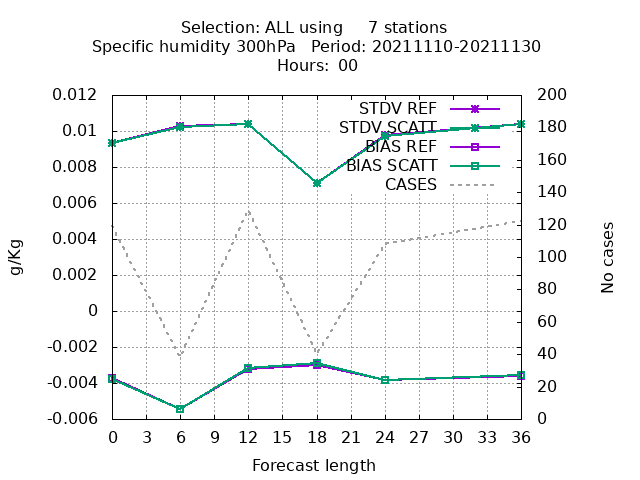 Selection: ALL using     7 stations
Specific humidity 300hPa   Period: 20211110-20211130
Hours: 00
0.012
0.01
0.008
0.006
0.004
0.002
0
-0.002
-0.004
-0.006
g/Kg
STDV REF
STDV SCATT
BIAS REF
BIAS SCATT
CASES
200
180
160
140
120
100
80
60
40
20
0
No cases
0 3 6 9 12 15 18 21 24 27 30 33 36
Forecast length